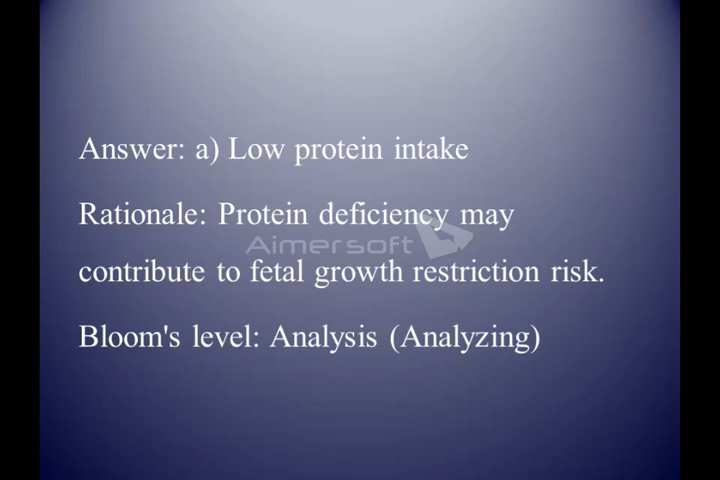 Answer: a) Low protein intake
Rationale: Protein deficiency may
Aimersoft
contribute to fetal growth restriction risk.
Bloom's level: Analysis (Analyzing)